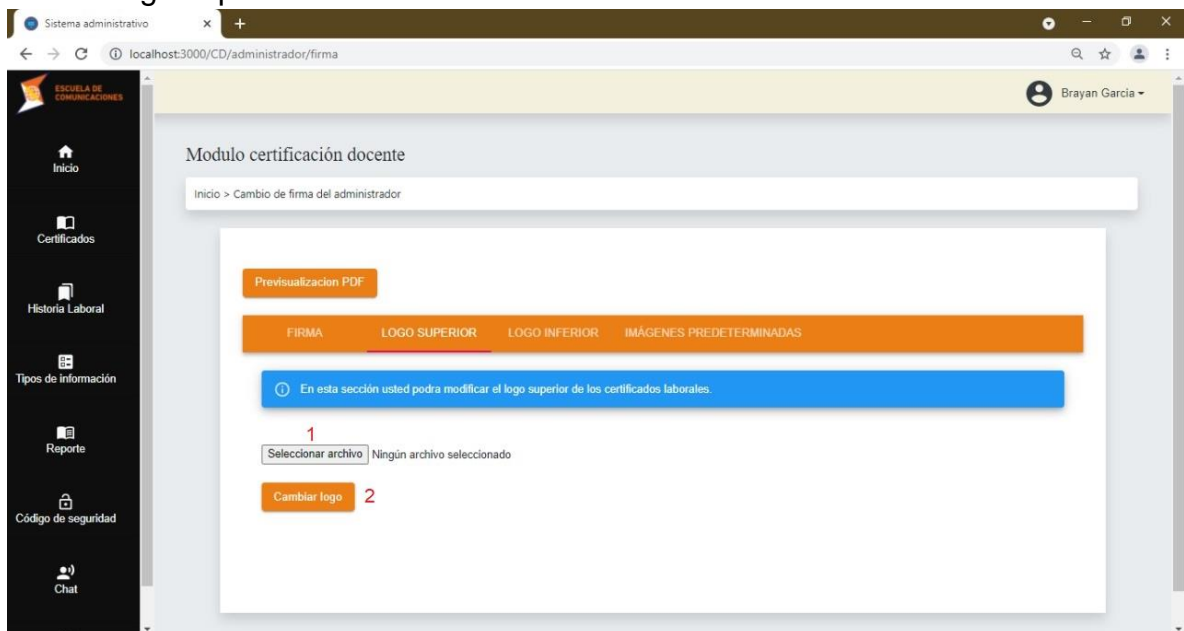 Sistema administrativo
localhost:3000/CD/administrador/firma
ESCUELA DE
COMUNICACIONES
Brayan Garcia
Inicio
Modulo certificación docente
Inicio > Cambio de firma del administrador
Certificados
Previsualizacion PDF
Historia Laboral
FIRMA LOGO SUPERIOR LOGO INFERIOR IMÁGENES PREDETERMINADAS
Tipos de información
En esta sección usted podra modificar el logo superior de los certificados laborales.
1
Reporte
Seleccionar archivo Ningún archivo seleccionado
Cambiar logo 2
Código de seguridad
Chat